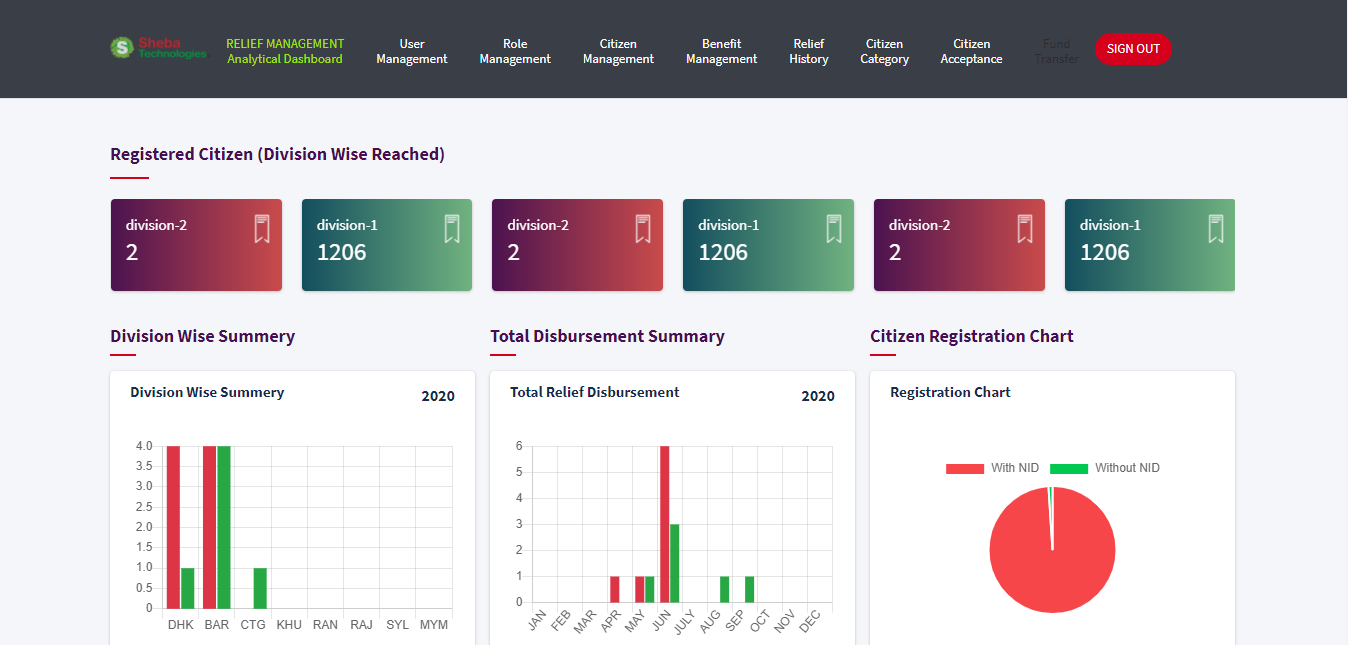 Sheba
Technologies
RELIEF MANAGEMENT
Analytical Dashboard
User
Management
Role
Management
Citizen
Management
Benefit
Management
Relief
History
Citizen
Category
Citizen
Acceptance
Fund
Transfer
SIGN OUT
Registered Citizen (Division Wise Reached)
division-2
2
division-1
1206
division-2
2
division-1
1206
division-2
2
division-1
1206
Division Wise Summery
Total Disbursement Summary
Citizen Registration Chart
Division Wise Summery
2020
4.0
3.5
3.0
2.5
2.0
1.5
1.0
0.5
0
DHK BAR CTG KHU RAN RAJ SYL MYM
Total Relief Disbursement
2020
6
5
4
3
2
1
0
JAN FEB MAR APR MAY JUN JULY AUG SEP OCT NOV DEC
Registration Chart
With NID Without NID